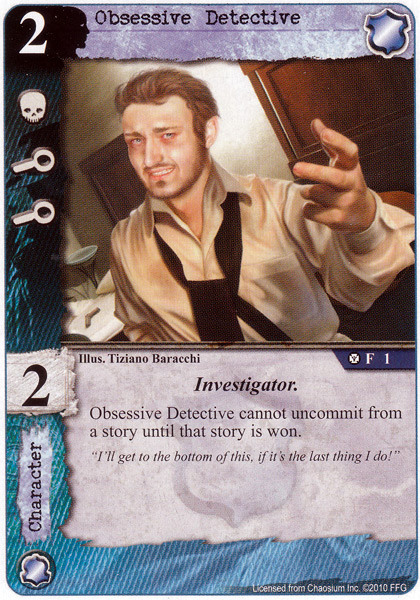 2
Obsessive Detective
Illus. Tiziano Baracchi
F 1
2
Investigator.
Obsessive Detective cannot uncommit from
a story until that story is won.
“I’ll get to the bottom of this, if it’s the last thing I do!”
Character
Licensed from Chaosium Inc. ©2010 FFG